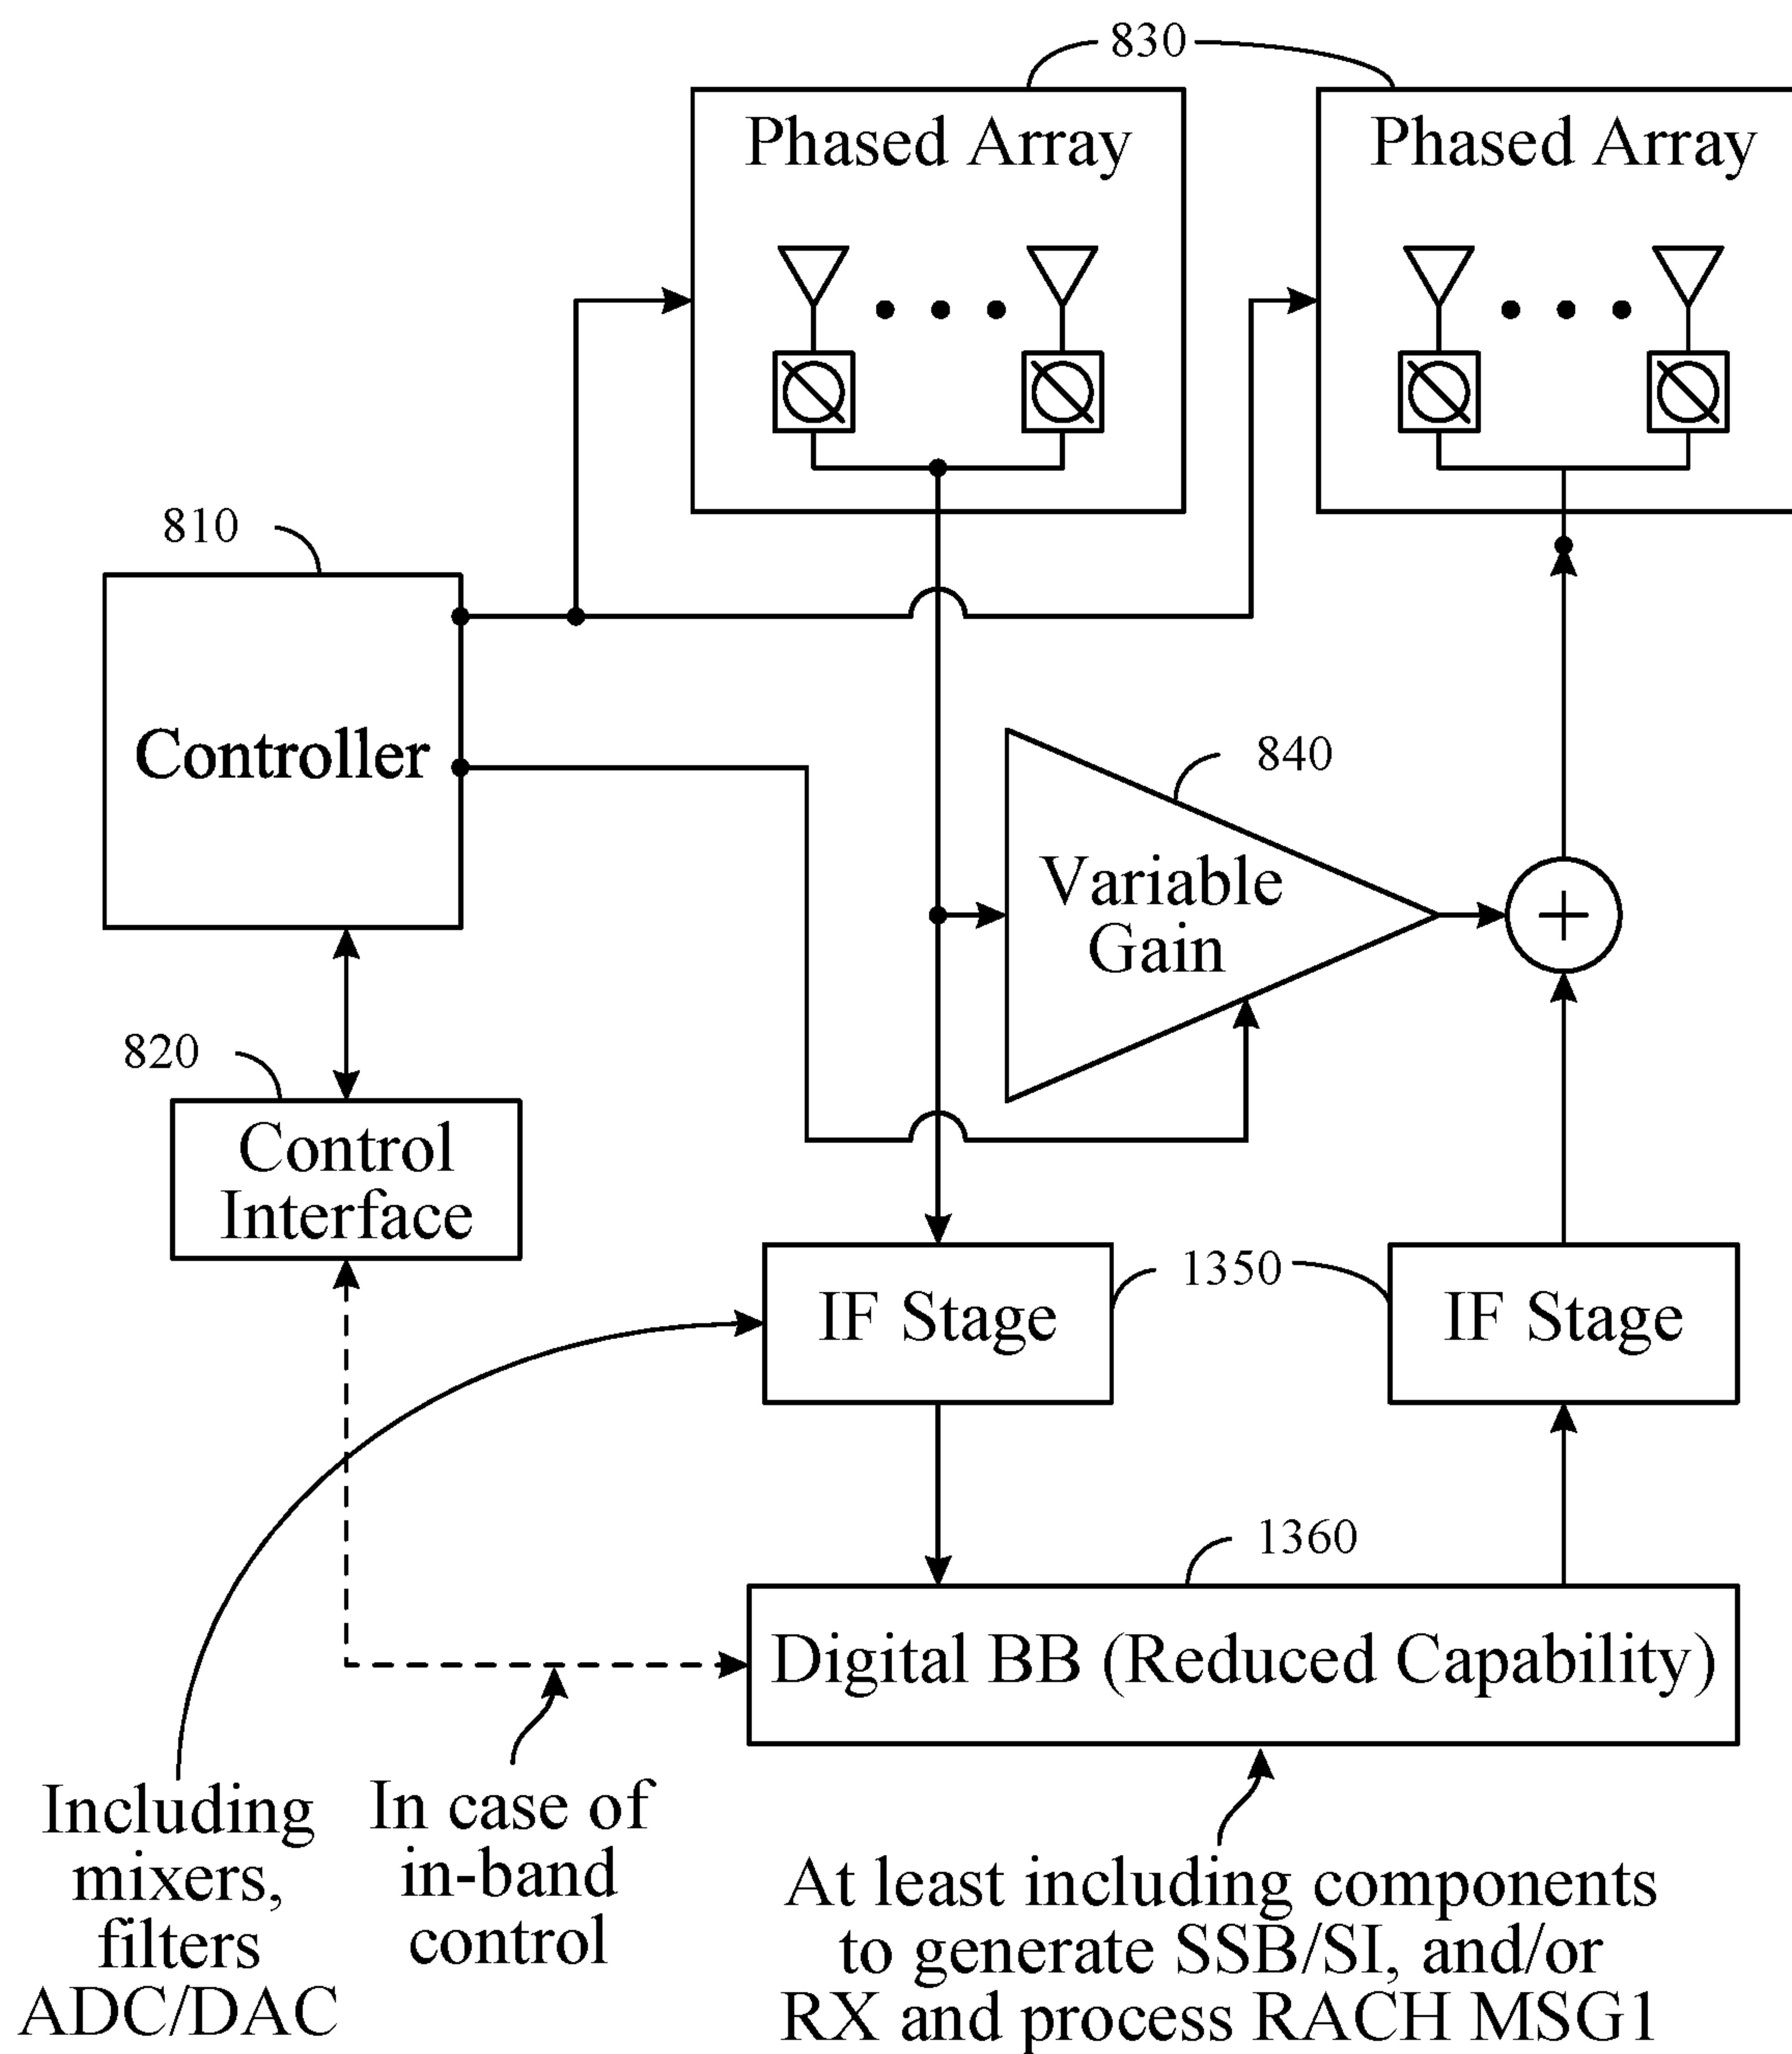 830
Phased Array
Phased Array
810
Controller
840
Variable
Gain
820
Control
Interface
1350
IF Stage
IF Stage
1360
Digital BB (Reduced Capability)
Including
mixers,
filters
ADC/DAC
In case of
in-band
control
At least including components
to generate SSB/SI, and/or
RX and process RACH MSG1